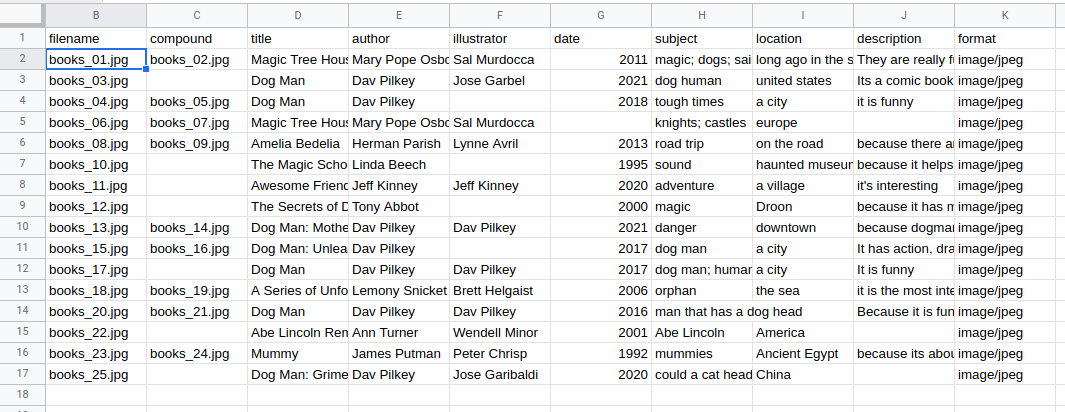 B C D E F G H I J K
1 filename compound title author illustrator date subject location description format
2 books_01.jpg books_02.jpg Magic Tree Hous Mary Pope Osbo Sal Murdocca 2011 magic; dogs; sai long ago in the s They are really f image/jpeg
3 books_03.jpg Dog Man Dav Pilkey Jose Garbel 2021 dog human united states Its a comic book image/jpeg
4 books_04.jpg books_05.jpg Dog Man Dav Pilkey 2018 tough times a city it is funny image/jpeg
5 books_06.jpg books_07.jpg Magic Tree Hous Mary Pope Osbo Sal Murdocca knights; castles europe image/jpeg
6 books_08.jpg books_09.jpg Amelia Bedelia Herman Parish Lynne Avril 2013 road trip on the road because there a image/jpeg
7 books_10.jpg The Magic Scho Linda Beech 1995 sound haunted museum because it helps image/jpeg
8 books_11.jpg Awesome Friend Jeff Kinney Jeff Kinney 2020 adventure a village it's interesting image/jpeg
9 books_12.jpg The Secrets of D Tony Abbot 2000 magic Droon because it has m image/jpeg
10 books_13.jpg books_14.jpg Dog Man: Mothe Dav Pilkey Dav Pilkey 2021 danger downtown because dogma image/jpeg
11 books_15.jpg books_16.jpg Dog Man: Unlea Dav Pilkey 2017 dog man a city It has action, dra image/jpeg
12 books_17.jpg Dog Man Dav Pilkey Dav Pilkey 2017 dog man; human a city It is funny image/jpeg
13 books_18.jpg books_19.jpg A Series of Unfo Lemony Snicket Brett Helgaist 2006 orphan the sea it is the most inte image/jpeg
14 books_20.jpg books_21.jpg Dog Man Dav Pilkey Dav Pilkey 2016 man that has a dog head Because it is fun image/jpeg
15 books_22.jpg Abe Lincoln Rem Ann Turner Wendell Minor 2001 Abe Lincoln America image/jpeg
16 books_23.jpg books_24.jpg Mummy James Putman Peter Chrisp 1992 mummies Ancient Egypt because its abou image/jpeg
17 books_25.jpg Dog Man: Grime Dav Pilkey Jose Garibaldi 2020 could a cat head China image/jpeg
18